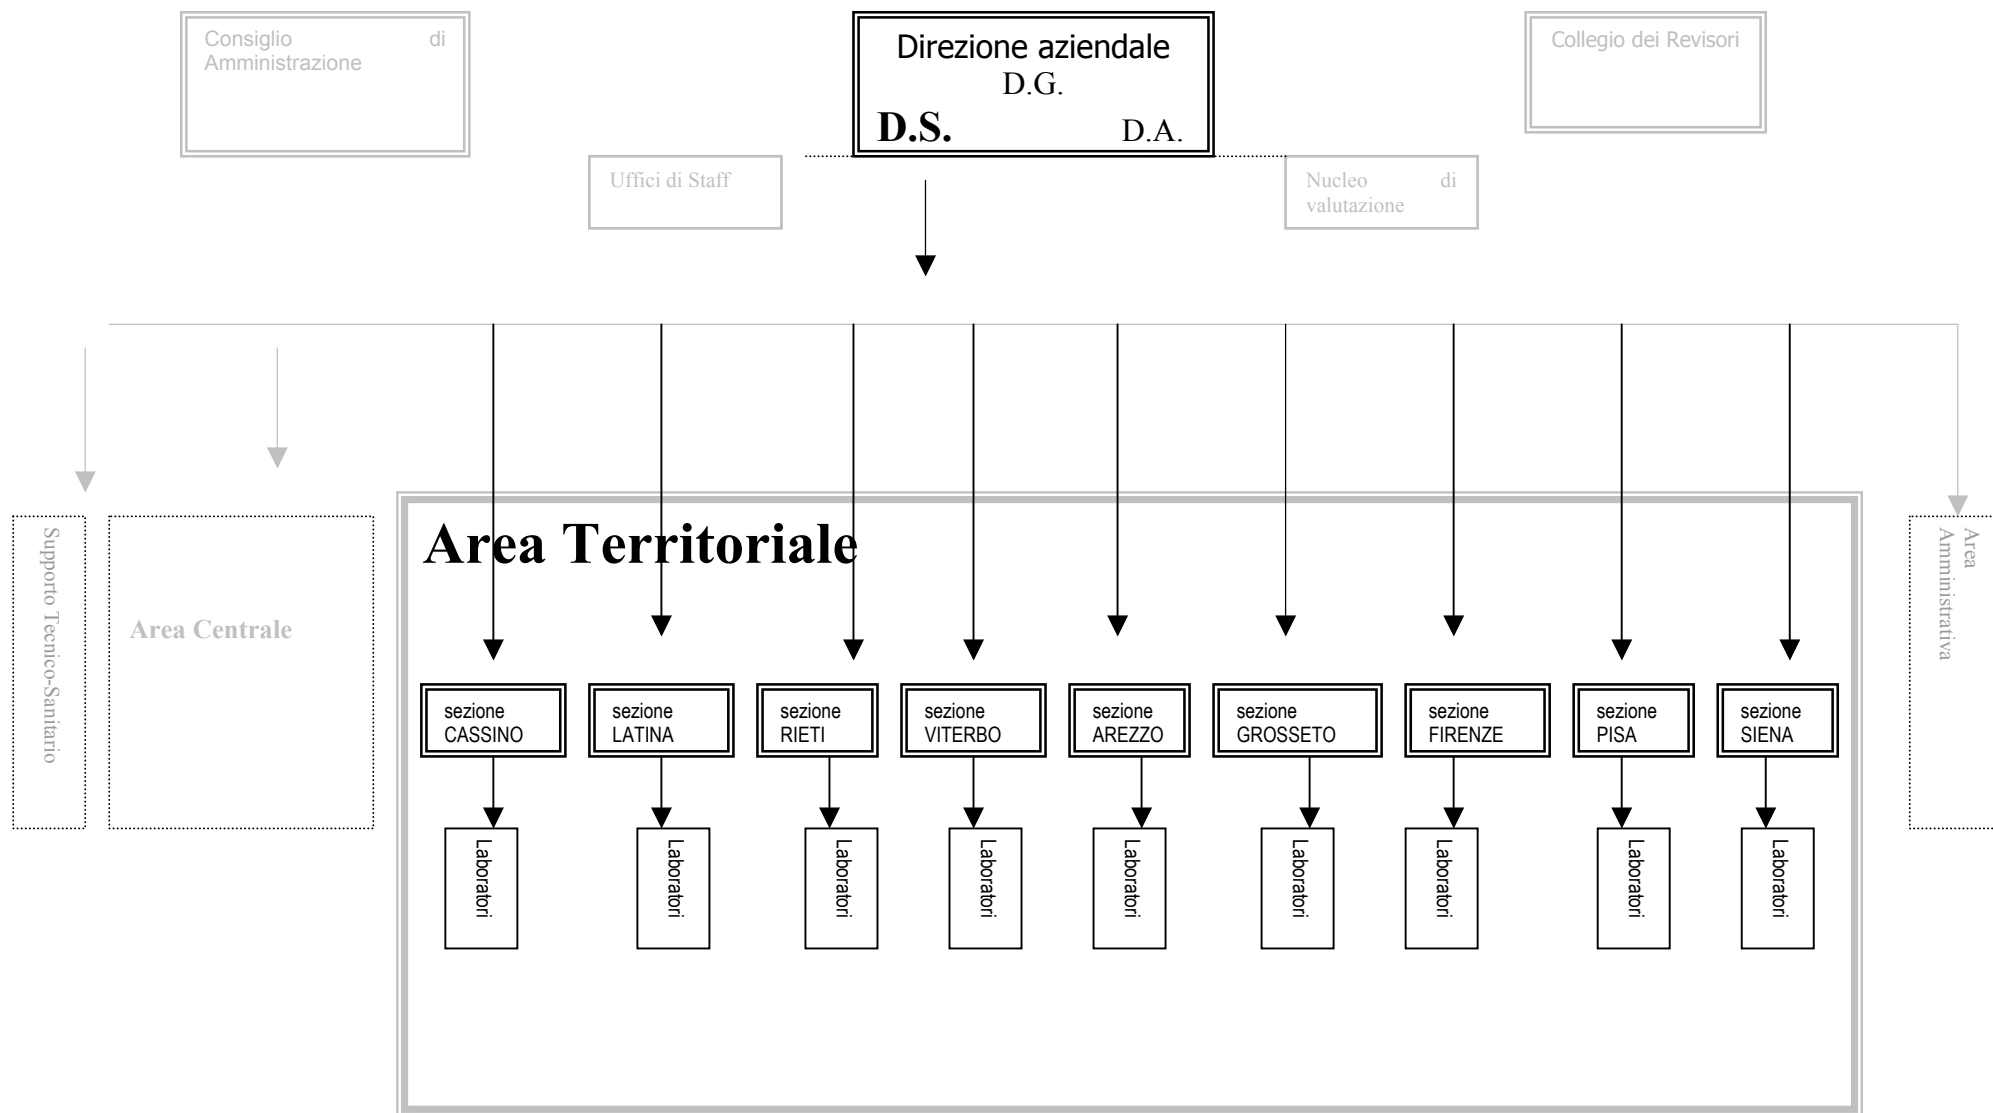 Consiglio di
Amministrazione
Direzione aziendale
D.G.
D.S. D.A.
Collegio dei Revisori
Uffici di Staff
Nucleo di
valutazione
Supporto Tecnico-Sanitario
Area Centrale
Area Territoriale
Area
Amministrativa
sezione
CASSINO
sezione
LATINA
sezione
RIETI
sezione
VITERBO
sezione
AREZZO
sezione
GROSSETO
sezione
FIRENZE
sezione
PISA
sezione
SIENA
Laboratori
Laboratori
Laboratori
Laboratori
Laboratori
Laboratori
Laboratori
Laboratori
Laboratori